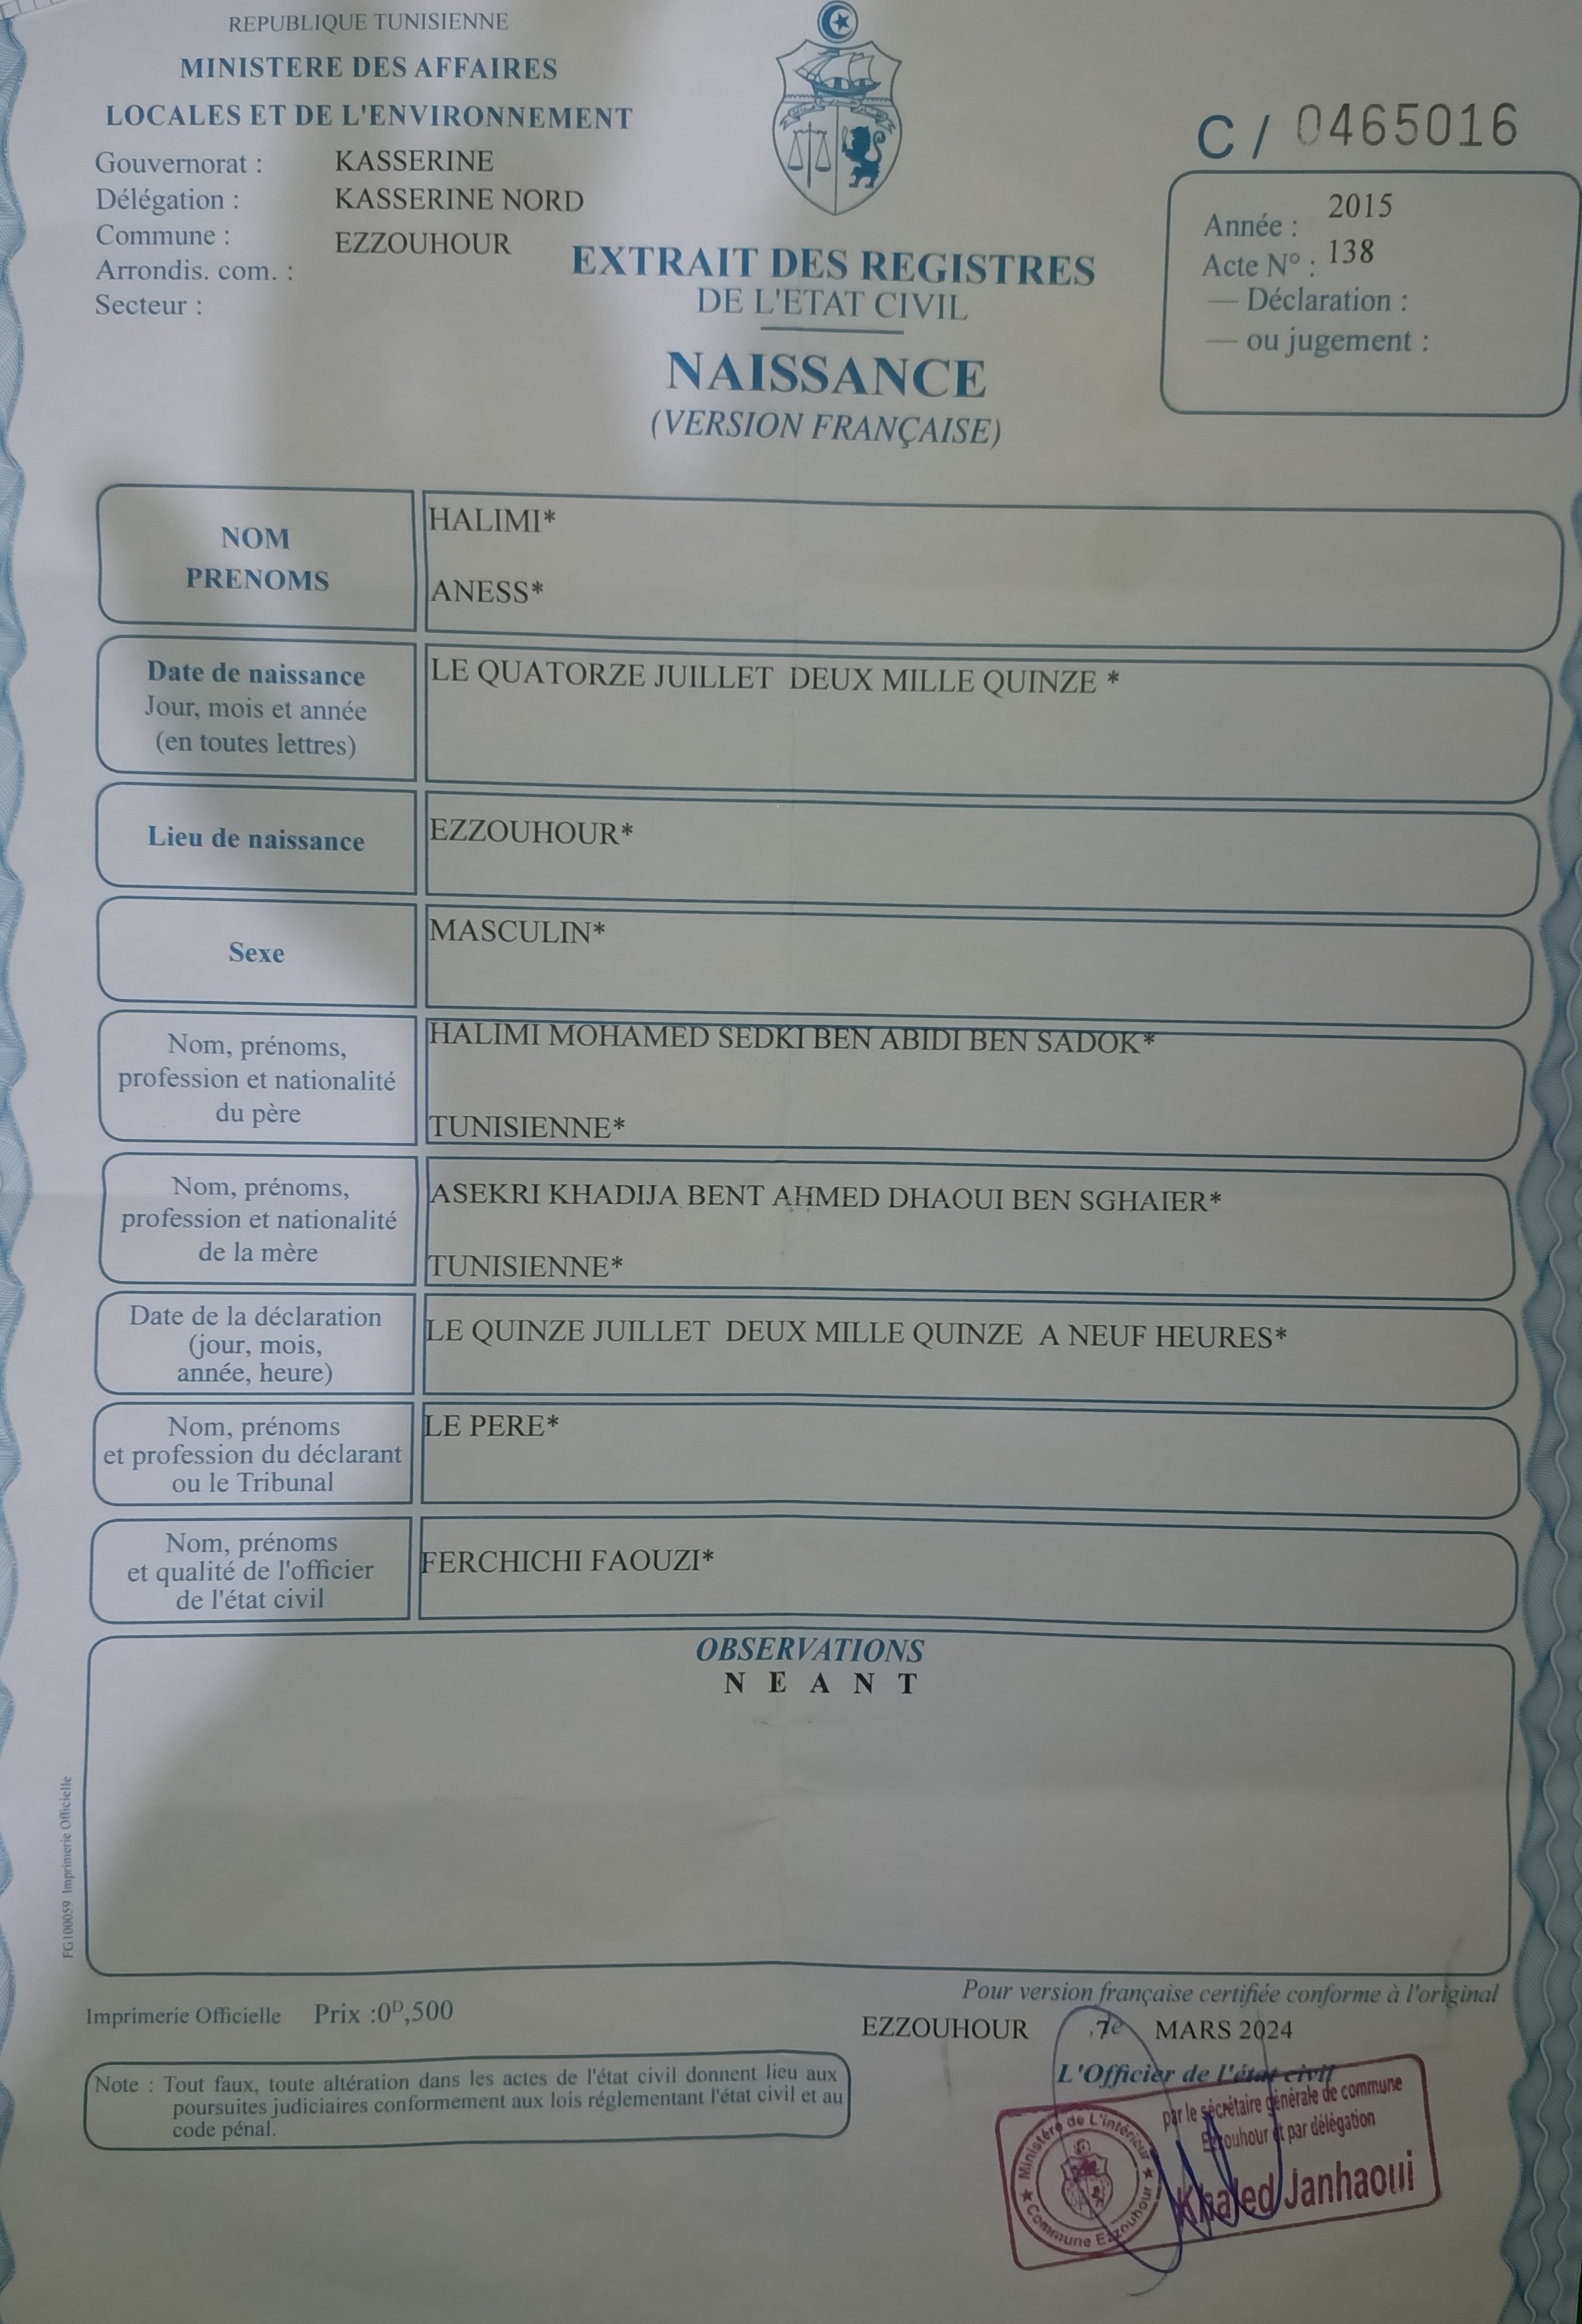 REPUBLIQUE TUNISIENNE
MINISTERE DES AFFAIRES
LOCALES ET DE L'ENVIRONNEMENT
Gouvernorat : KASSERINE
Délégation : KASSERINE NORD
Commune : EZZOUHOUR
Arrondis. com. :
Secteur :
C / 0465016
Année : 2015
Acte N° : 138
— Déclaration :
— ou jugement :
EXTRAIT DES REGISTRES
DE L'ETAT CIVIL
NAISSANCE
(VERSION FRANÇAISE)
NOM
PRENOMS
HALIMI*
ANESS*
Date de naissance
Jour, mois et année
(en toutes lettres)
LE QUATORZE JUILLET DEUX MILLE QUINZE *
Lieu de naissance
EZZOUHOUR*
Sexe
MASCULIN*
Nom, prénoms,
profession et nationalité
du père
HALIMI MOHAMED SEDKI BEN ABIDI BEN SADOK*
TUNISIENNE*
Nom, prénoms,
profession et nationalité
de la mère
ASEKRI KHADIJA BENT AHMED DHAOUI BEN SGHAIER*
TUNISIENNE*
Date de la déclaration
(jour, mois,
année, heure)
LE QUINZE JUILLET DEUX MILLE QUINZE A NEUF HEURES*
Nom, prénoms
et profession du déclarant
ou le Tribunal
LE PERE*
Nom, prénoms
et qualité de l'officier
de l'état civil
FERCHICHI FAOUZI*
OBSERVATIONS
N E A N T
FG100059 Imprimerie Officielle
Imprimerie Officielle Prix :0ᴰ,500
Pour version française certifiée conforme à l'original
EZZOUHOUR 7e MARS 2024
L'Officier de l'état civil
Note : Tout faux, toute altération dans les actes de l'état civil donnent lieu aux
poursuites judiciaires conformement aux lois réglementant l'état civil et au
code pénal.
par le sécrétaire générale de commune
Ezzouhour et par délégation
Khaled Janhaoui
Ministère de L'intérieur
Commune Ezzouhour